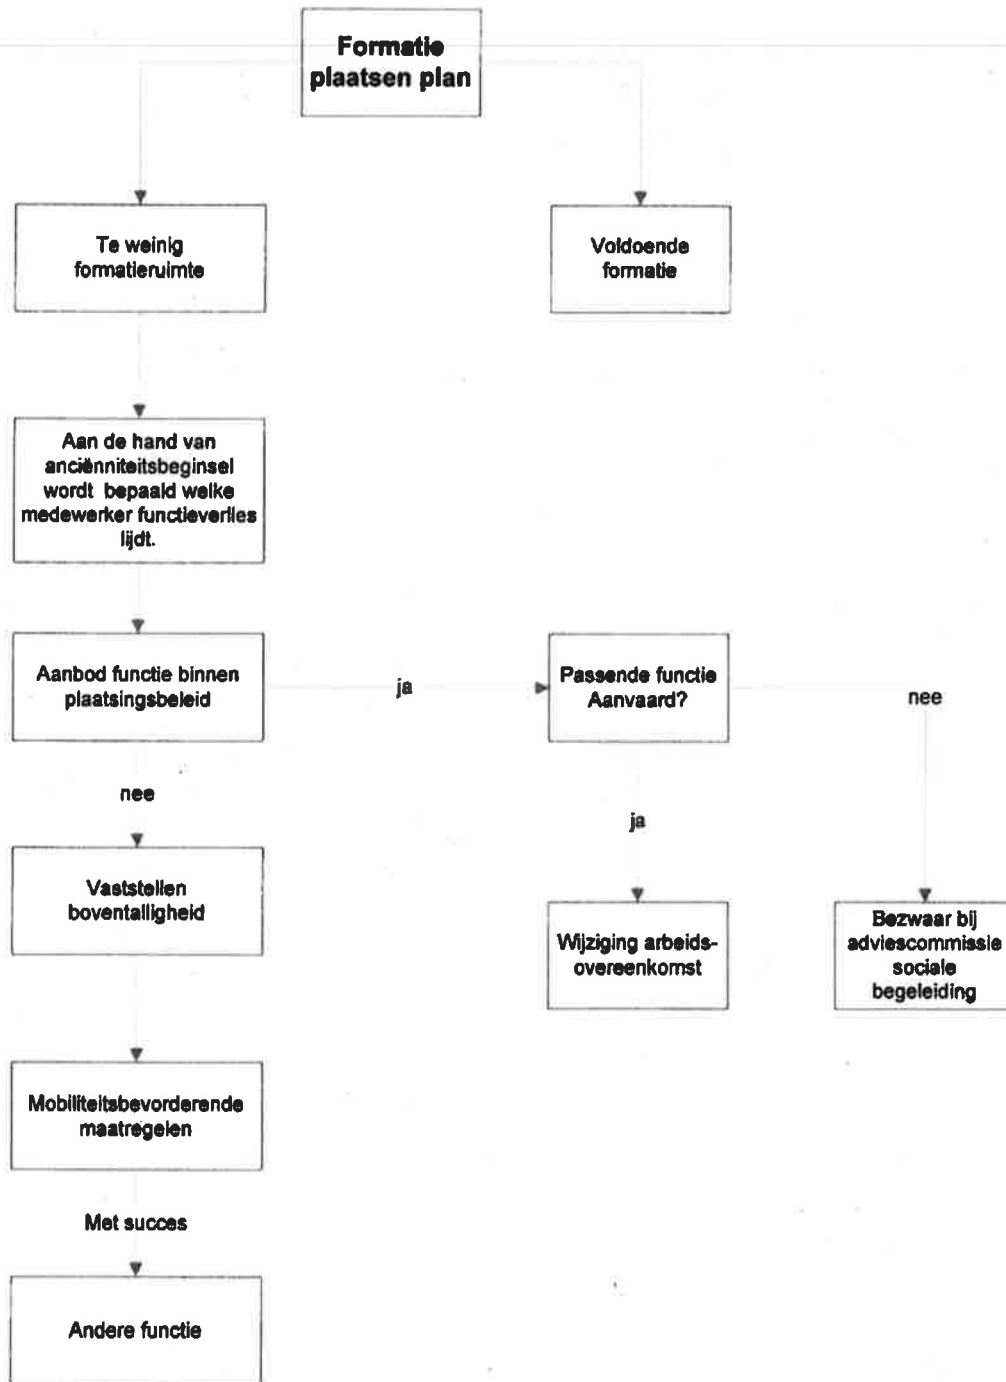 Formatie
plaatsen plan
Te weinig
formatieruimte
Voldoende
formatie
Aan de hand van
anciënniteitsbeginsel
wordt bepaald welke
medewerker functieverlies
lijdt.
Aanbod functie binnen
plaatsingsbeleid
ja
Passende functie
Aanvaard?
nee
nee
ja
Vaststellen
boventalligheid
Wijziging arbeids-
overeenkomst
Bezwaar bij
adviescommissie
sociale
begeleiding
Mobiliteitsbevorderende
maatregelen
Met succes
Andere functie